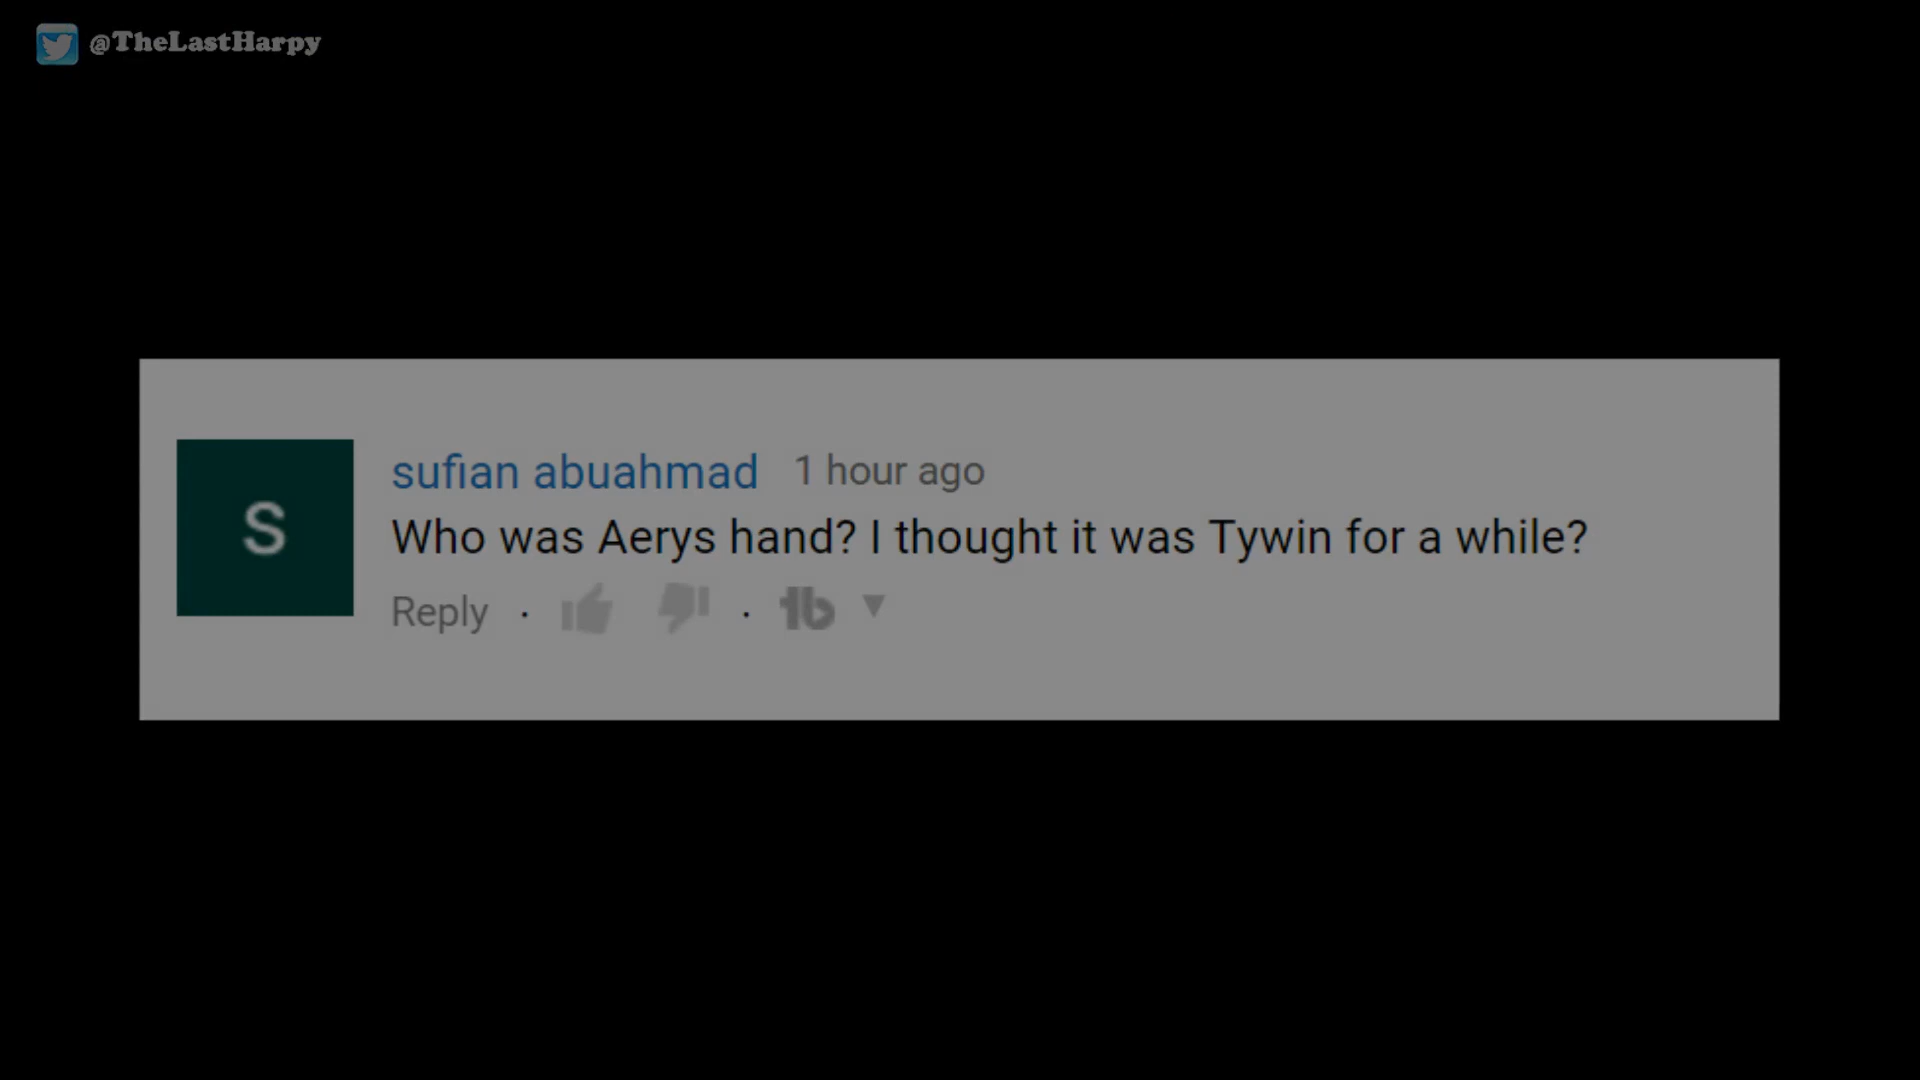 @TheLastHarpy
S
sufian abuahmad 1 hour ago
Who was Aerys hand? I thought it was Tywin for a while?
Reply